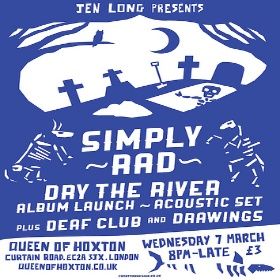 JEN LONG PRESENTS
SIMPLY
~RAD~
DAY THE RIVER
ALBUM LAUNCH ~ ACOUSTIC SET
PLUS DEAF CLUB AND DRAWINGS
QUEEN OF HOXTON
CURTAIN ROAD. EC2A 3JX. LONDON
QUEENOFHOXTON.CO.UK
WEDNESDAY 7 MARCH
8PM-LATE £3